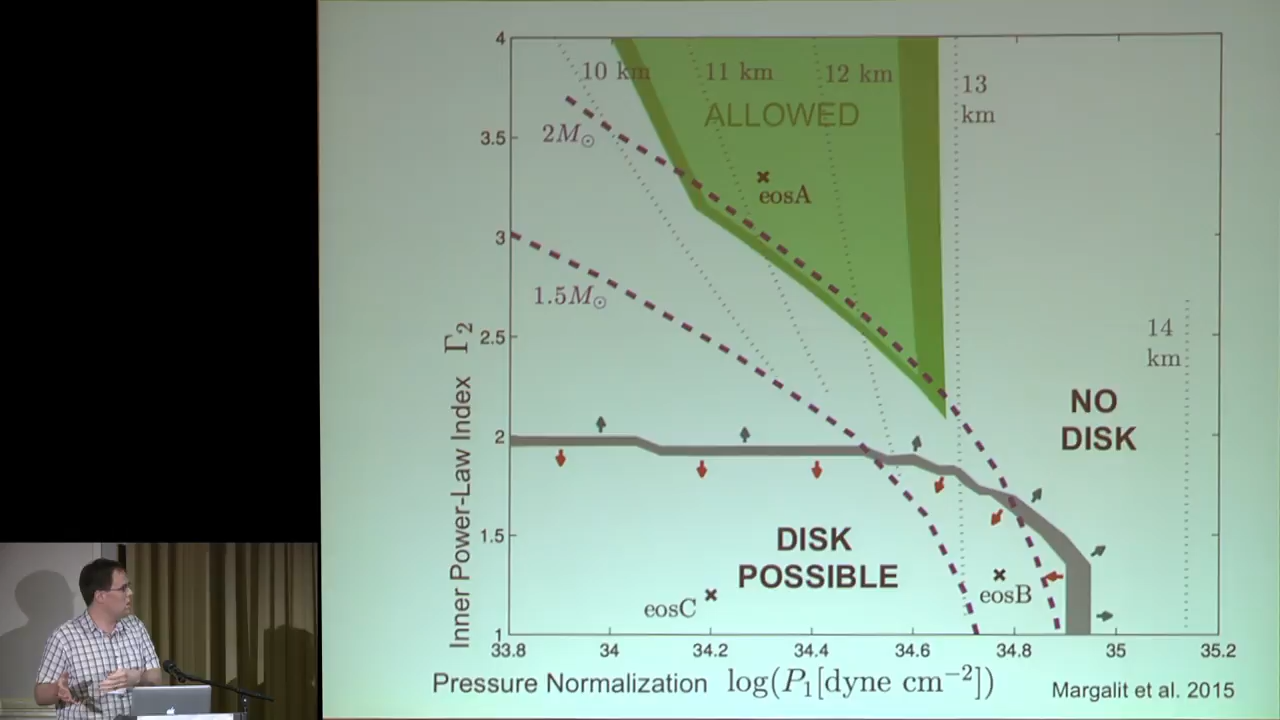 4
3.5
3
2.5
2
1.5
1
10 km
11 km
12 km
13
km
ALLOWED
2M☉
eosA
1.5M☉
14
km
NO
DISK
DISK
POSSIBLE
eosC
eosB
Inner Power-Law Index Γ₂
33.8 34 34.2 34.4 34.6 34.8 35 35.2
Pressure Normalization log(P₁[dyne cm⁻²])
Margalit et al. 2015